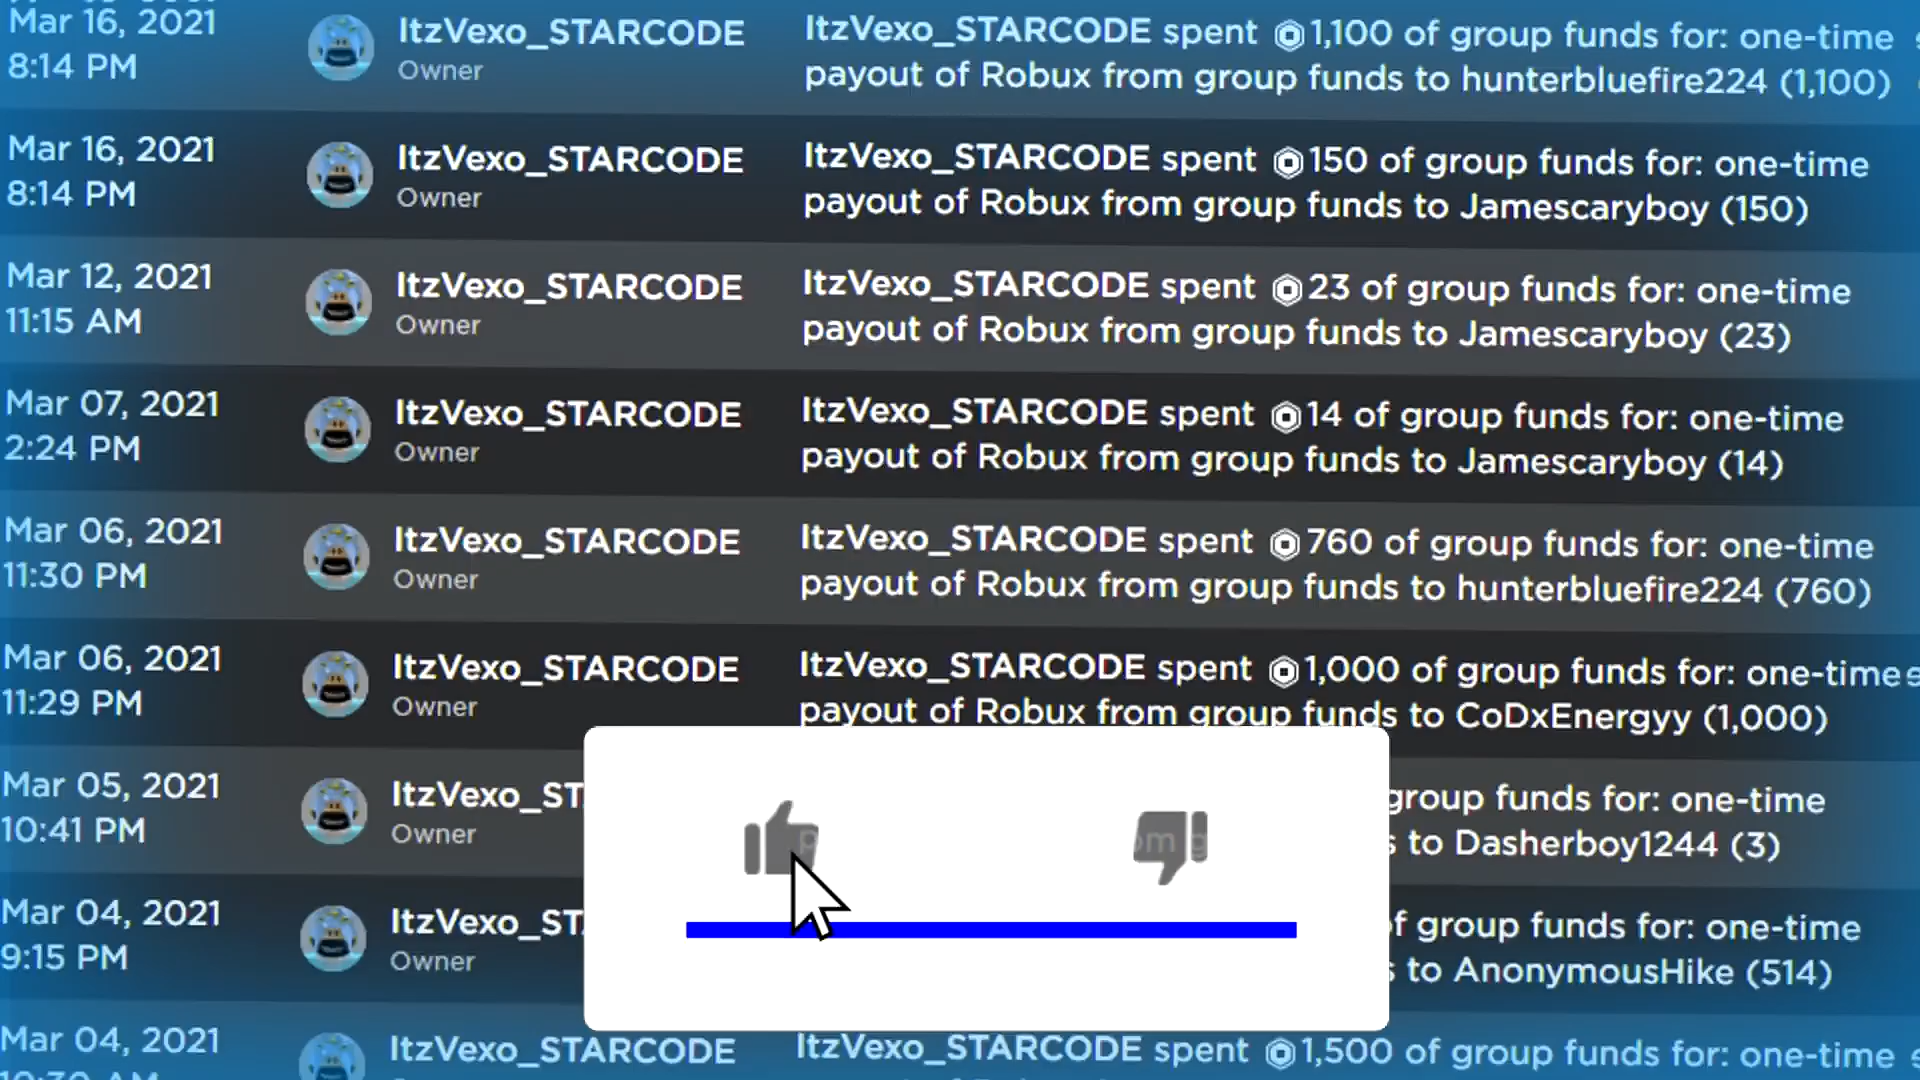 Mar 16, 2021
8:14 PM
ItzVexo_STARCODE
Owner
ItzVexo_STARCODE spent 1,100 of group funds for: one-time
payout of Robux from group funds to hunterbluefire224 (1,100)
Mar 16, 2021
8:14 PM
ItzVexo_STARCODE
Owner
ItzVexo_STARCODE spent 150 of group funds for: one-time
payout of Robux from group funds to Jamescaryboy (150)
Mar 12, 2021
11:15 AM
ItzVexo_STARCODE
Owner
ItzVexo_STARCODE spent 23 of group funds for: one-time
payout of Robux from group funds to Jamescaryboy (23)
Mar 07, 2021
2:24 PM
ItzVexo_STARCODE
Owner
ItzVexo_STARCODE spent 14 of group funds for: one-time
payout of Robux from group funds to Jamescaryboy (14)
Mar 06, 2021
11:30 PM
ItzVexo_STARCODE
Owner
ItzVexo_STARCODE spent 760 of group funds for: one-time
payout of Robux from group funds to hunterbluefire224 (760)
Mar 06, 2021
11:29 PM
ItzVexo_STARCODE
Owner
ItzVexo_STARCODE spent 1,000 of group funds for: one-time
payout of Robux from group funds to CoDxEnergyy (1,000)
Mar 05, 2021
10:41 PM
ItzVexo_ST
Owner
group funds for: one-time
to Dasherboy1244 (3)
Mar 04, 2021
9:15 PM
ItzVexo_ST
Owner
of group funds for: one-time
to AnonymousHike (514)
Mar 04, 2021
ItzVexo_STARCODE
ItzVexo_STARCODE spent 1,500 of group funds for: one-time